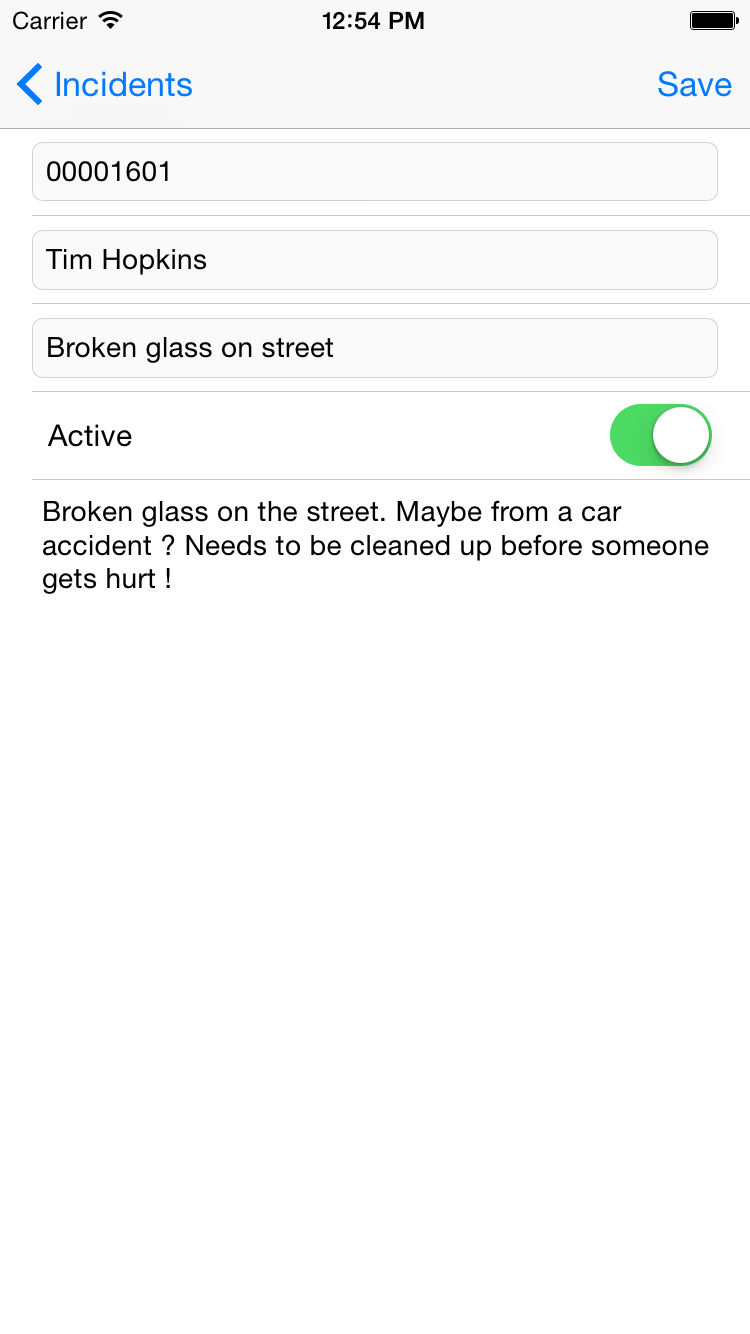 Carrier 12:54 PM
Incidents Save
00001601
Tim Hopkins
Broken glass on street
Active
Broken glass on the street. Maybe from a car
accident ? Needs to be cleaned up before someone
gets hurt !